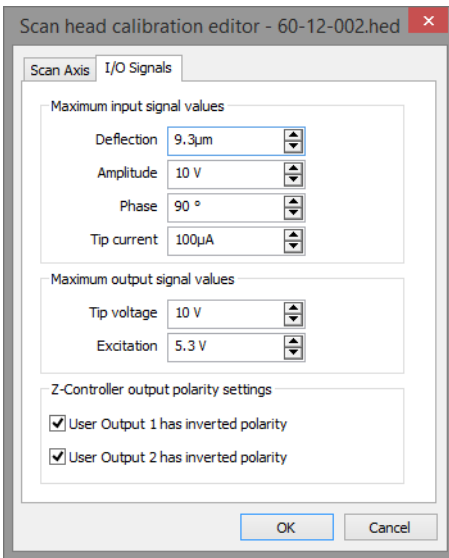 Scan head calibration editor - 60-12-002.hed
Scan Axis I/O Signals
Maximum input signal values
Deflection 9.3µm
Amplitude 10 V
Phase 90 °
Tip current 100µA
Maximum output signal values
Tip voltage 10 V
Excitation 5.3 V
Z-Controller output polarity settings
User Output 1 has inverted polarity
User Output 2 has inverted polarity
OK Cancel